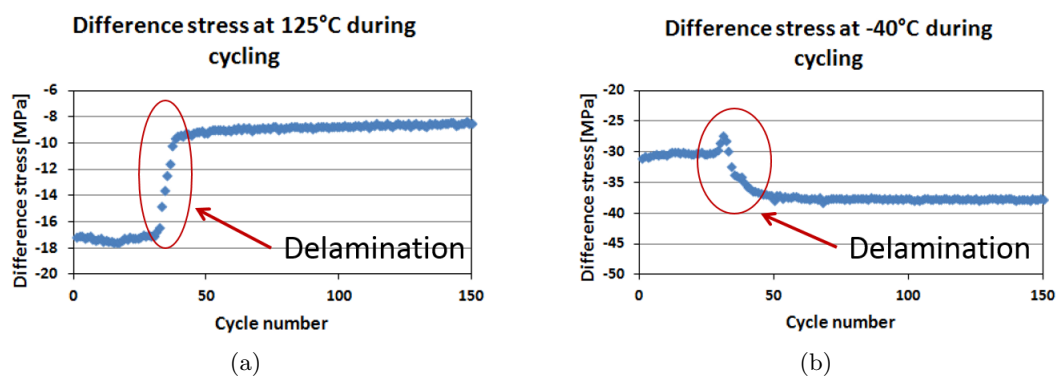 Difference stress at 125°C during
cycling
Difference stress [MPa]
-6
-8
-10
-12
-14
-16
-18
-20
0
50
100
150
Cycle number
Delamination
(a)
Difference stress at -40°C during
cycling
Difference stress [MPa]
-20
-25
-30
-35
-40
-45
-50
0
50
100
150
Cycle number
Delamination
(b)